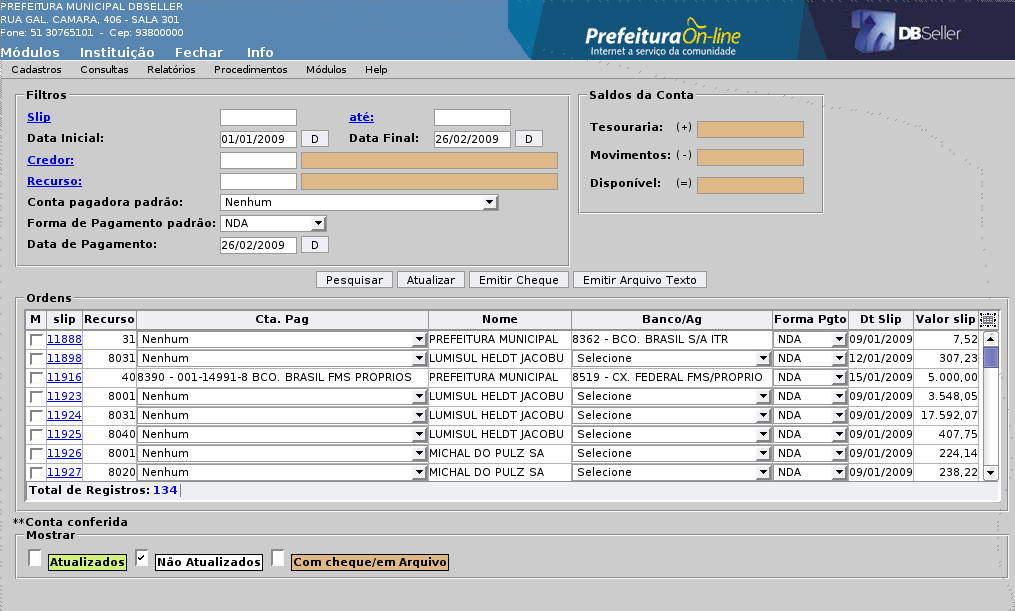 PREFEITURA MUNICIPAL DBSELLER
RUA GAL. CAMARA, 406 - SALA 301
Fone: 51 30765101 - Cep: 93800000
Prefeitura On-line
Internet a serviço da comunidade
DBSeller
Módulos Instituição Fechar Info
Cadastros Consultas Relatórios Procedimentos Módulos Help
Filtros
Slip até:
Data Inicial: 01/01/2009 D Data Final: 26/02/2009 D
Credor:
Recurso:
Conta pagadora padrão: Nenhum
Forma de Pagamento padrão: NDA
Data de Pagamento: 26/02/2009 D
Saldos da Conta
Tesouraria: (+)
Movimentos: (-)
Disponível: (=)
Pesquisar Atualizar Emitir Cheque Emitir Arquivo Texto
Ordens
M slip Recurso Cta. Pag Nome Banco/Ag Forma Pgto Dt Slip Valor slip
11888 31 Nenhum PREFEITURA MUNICIPAL 8362 - BCO. BRASIL S/A ITR NDA 09/01/2009 7,52
11898 8031 Nenhum LUMISUL HELDT JACOBU Selecione NDA 12/01/2009 307,23
11916 40 8390 - 001-14991-8 BCO. BRASIL FMS PROPRIOS PREFEITURA MUNICIPAL 8519 - CX. FEDERAL FMS/PROPRIO NDA 15/01/2009 5.000,00
11923 8001 Nenhum LUMISUL HELDT JACOBU Selecione NDA 09/01/2009 3.548,05
11924 8031 Nenhum LUMISUL HELDT JACOBU Selecione NDA 09/01/2009 17.592,07
11925 8040 Nenhum LUMISUL HELDT JACOBU Selecione NDA 09/01/2009 407,75
11926 8001 Nenhum MICHAL DO PULZ SA Selecione NDA 09/01/2009 224,14
11927 8020 Nenhum MICHAL DO PULZ SA Selecione NDA 09/01/2009 238,22
Total de Registros: 134
**Conta conferida
Mostrar
Atualizados Não Atualizados Com cheque/em Arquivo